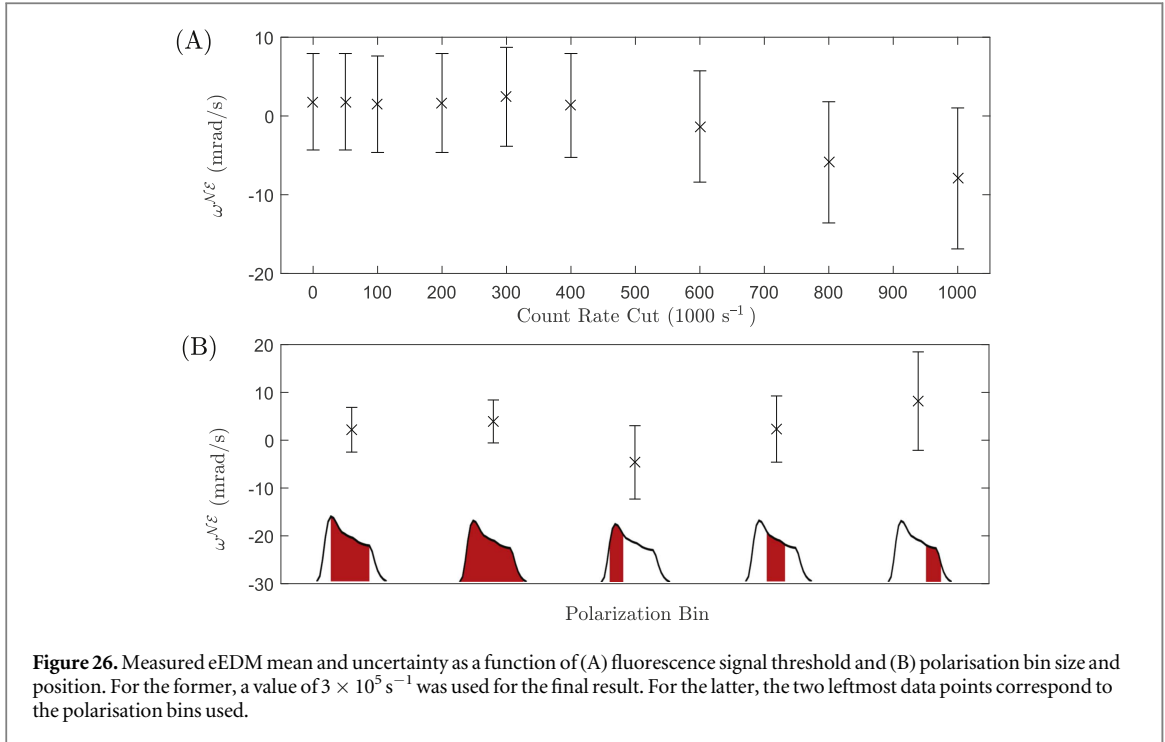 (A)
10
0
-10
-20
ω^𝒩ℰ (mrad/s)
0 100 200 300 400 500 600 700 800 900 1000
Count Rate Cut (1000 s⁻¹ )
(B)
20
10
0
-10
-20
-30
ω^𝒩ℰ (mrad/s)
Polarization Bin
Figure 26. Measured eEDM mean and uncertainty as a function of (A) fluorescence signal threshold and (B) polarisation bin size and
position. For the former, a value of 3 × 10⁵ s⁻¹ was used for the final result. For the latter, the two leftmost data points correspond to
the polarisation bins used.